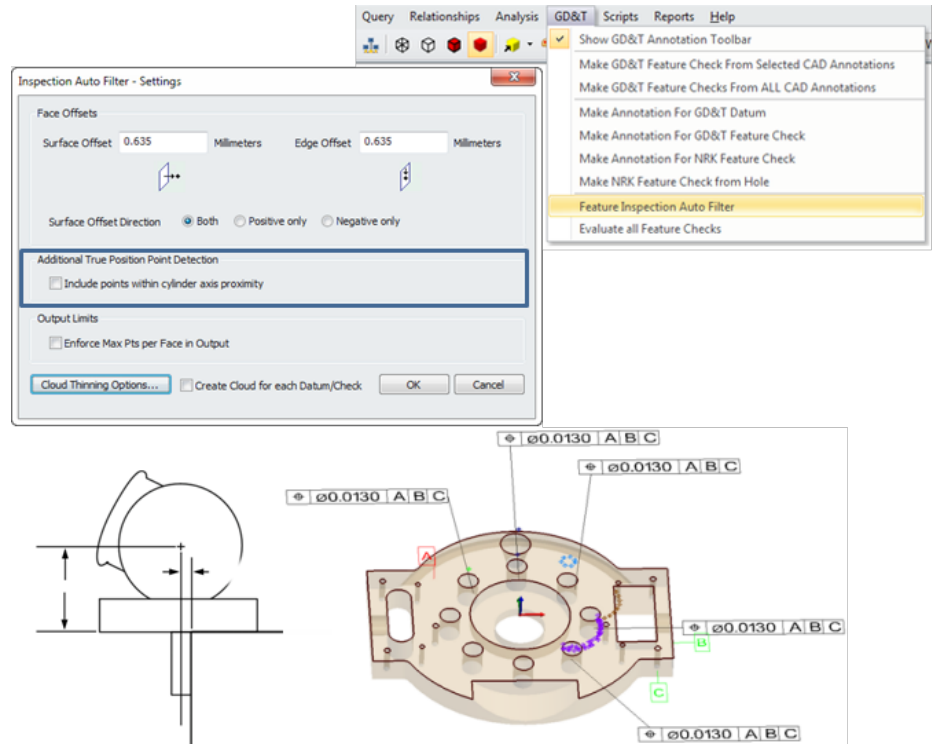 Query Relationships Analysis GD&T Scripts Reports Help
Show GD&T Annotation Toolbar
Make GD&T Feature Check From Selected CAD Annotations
Make GD&T Feature Checks From ALL CAD Annotations
Make Annotation For GD&T Datum
Make Annotation For GD&T Feature Check
Make Annotation For NRK Feature Check
Make NRK Feature Check from Hole
Feature Inspection Auto Filter
Evaluate all Feature Checks
Inspection Auto Filter - Settings
Face Offsets
Surface Offset 0.635 Millimeters Edge Offset 0.635 Millimeters
Surface Offset Direction Both Positive only Negative only
Additional True Position Point Detection
Include points within cylinder axis proximity
Output Limits
Enforce Max Pts per Face in Output
Cloud Thinning Options... Create Cloud for each Datum/Check OK Cancel
⌖ ⌀0.0130 A B C
⌖ ⌀0.0130 A B C
⌖ ⌀0.0130 A B C
A
⌖ ⌀0.0130 A B C
B
C
⌖ ⌀0.0130 A B C